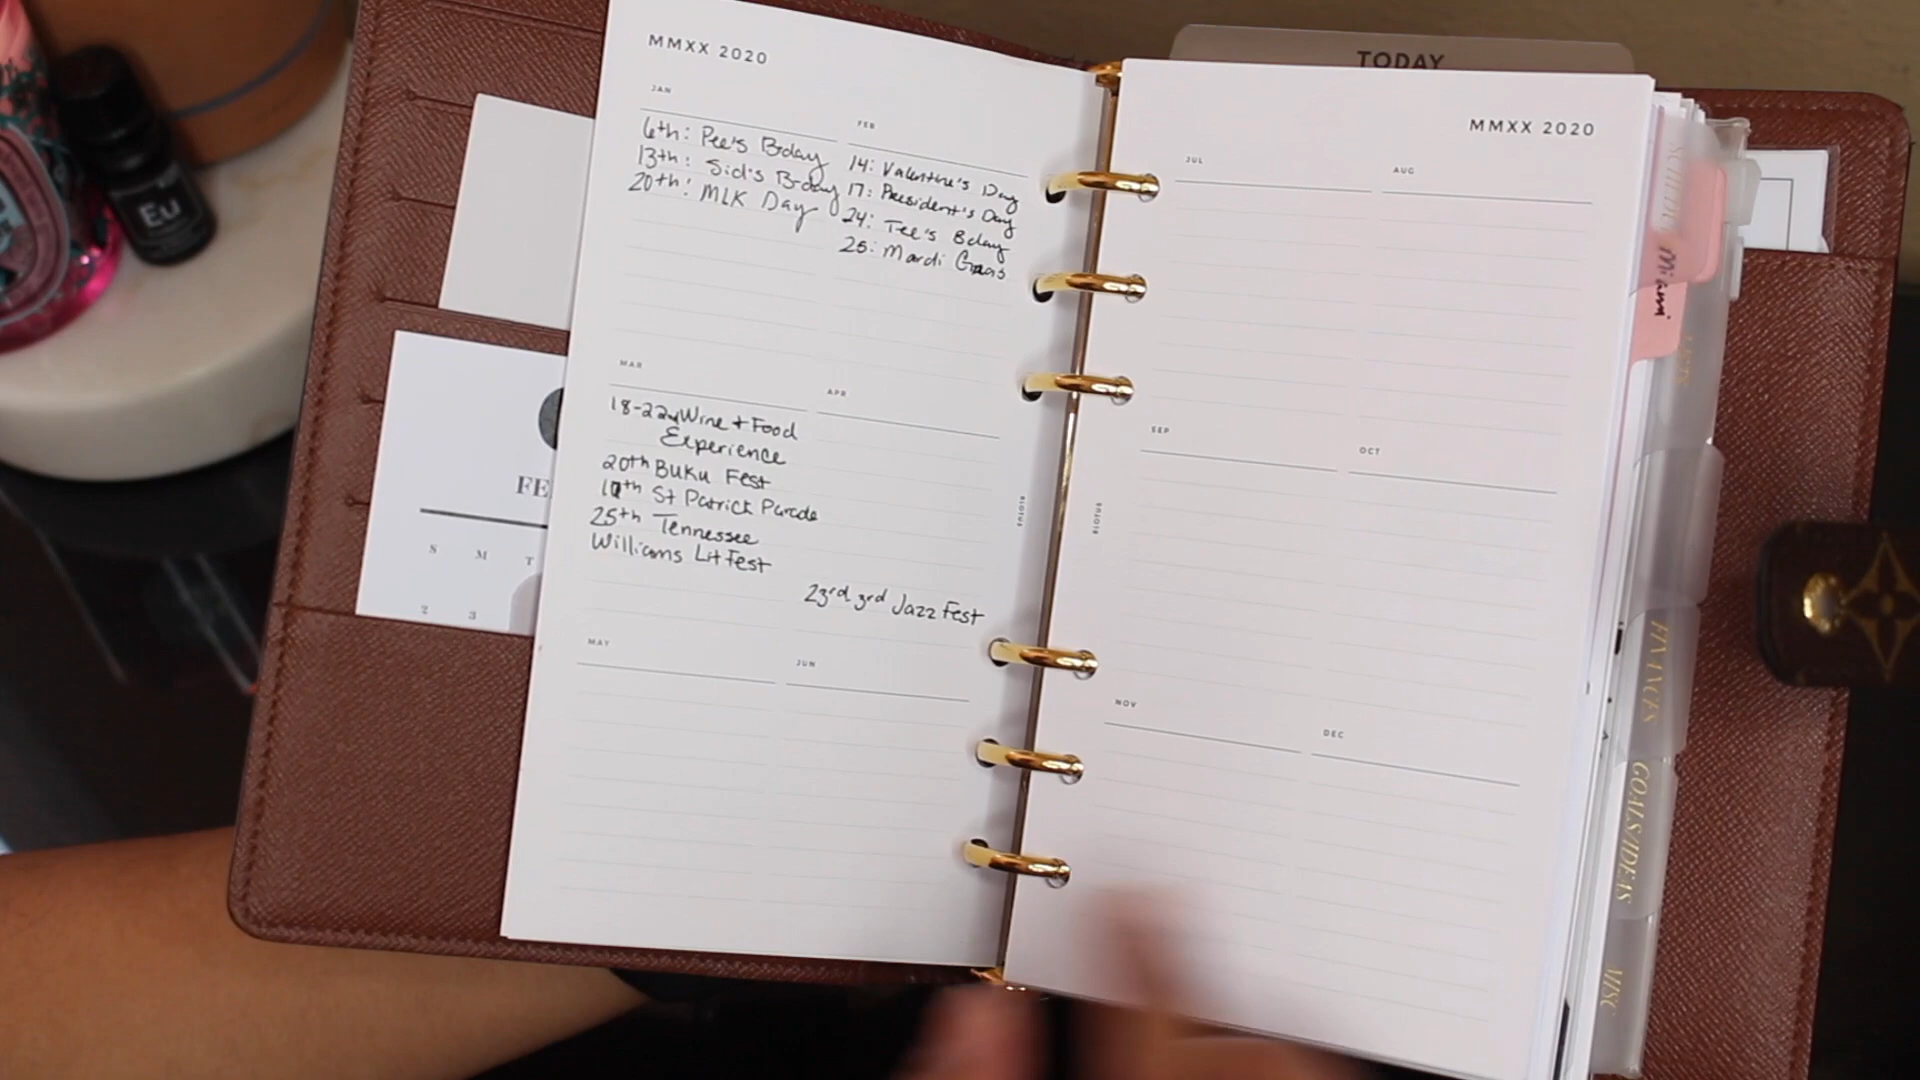 MMXX 2020
JAN
6th: Pee's Bday
13th: Sid's Bday
20th: MLK Day
FEB
14: Valentine's Day
17: President's Day
24: Tee's Bday
25: Mardi Gras
MAR
18-22 Wine + Food
Experience
20th BUKU Fest
St Patrick Parade
25th Tennessee
Williams Lit Fest
APR
23rd 3rd Jazz Fest
MAY
JUN
TODAY
MMXX 2020
JUL
AUG
SEP
OCT
NOV
DEC
FINANCES
GOALS/IDEAS
MISC
Eu
FE
S M T
2 3